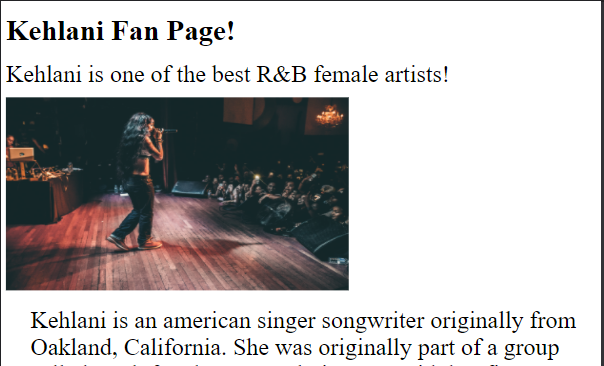 Kehlani Fan Page!
Kehlani is one of the best R&B female artists!
Kehlani is an american singer songwriter originally from
Oakland, California. She was originally part of a group